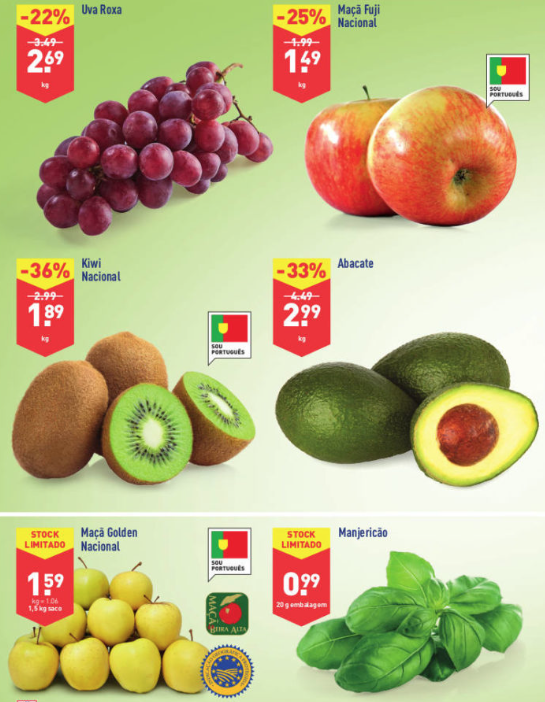 -22%
3.49
2.69
kg
Uva Roxa
-25%
1.99
1.49
kg
Maçã Fuji
Nacional
SOU
PORTUGUÊS
-36%
2.99
1.89
kg
Kiwi
Nacional
SOU
PORTUGUÊS
-33%
4.49
2.99
kg
Abacate
STOCK
LIMITADO
1.59
kg = 1.06
1,5 kg saco
Maçã Golden
Nacional
SOU
PORTUGUÊS
MAÇÃ
BEIRA ALTA
STOCK
LIMITADO
0.99
20 g embalagem
Manjericão